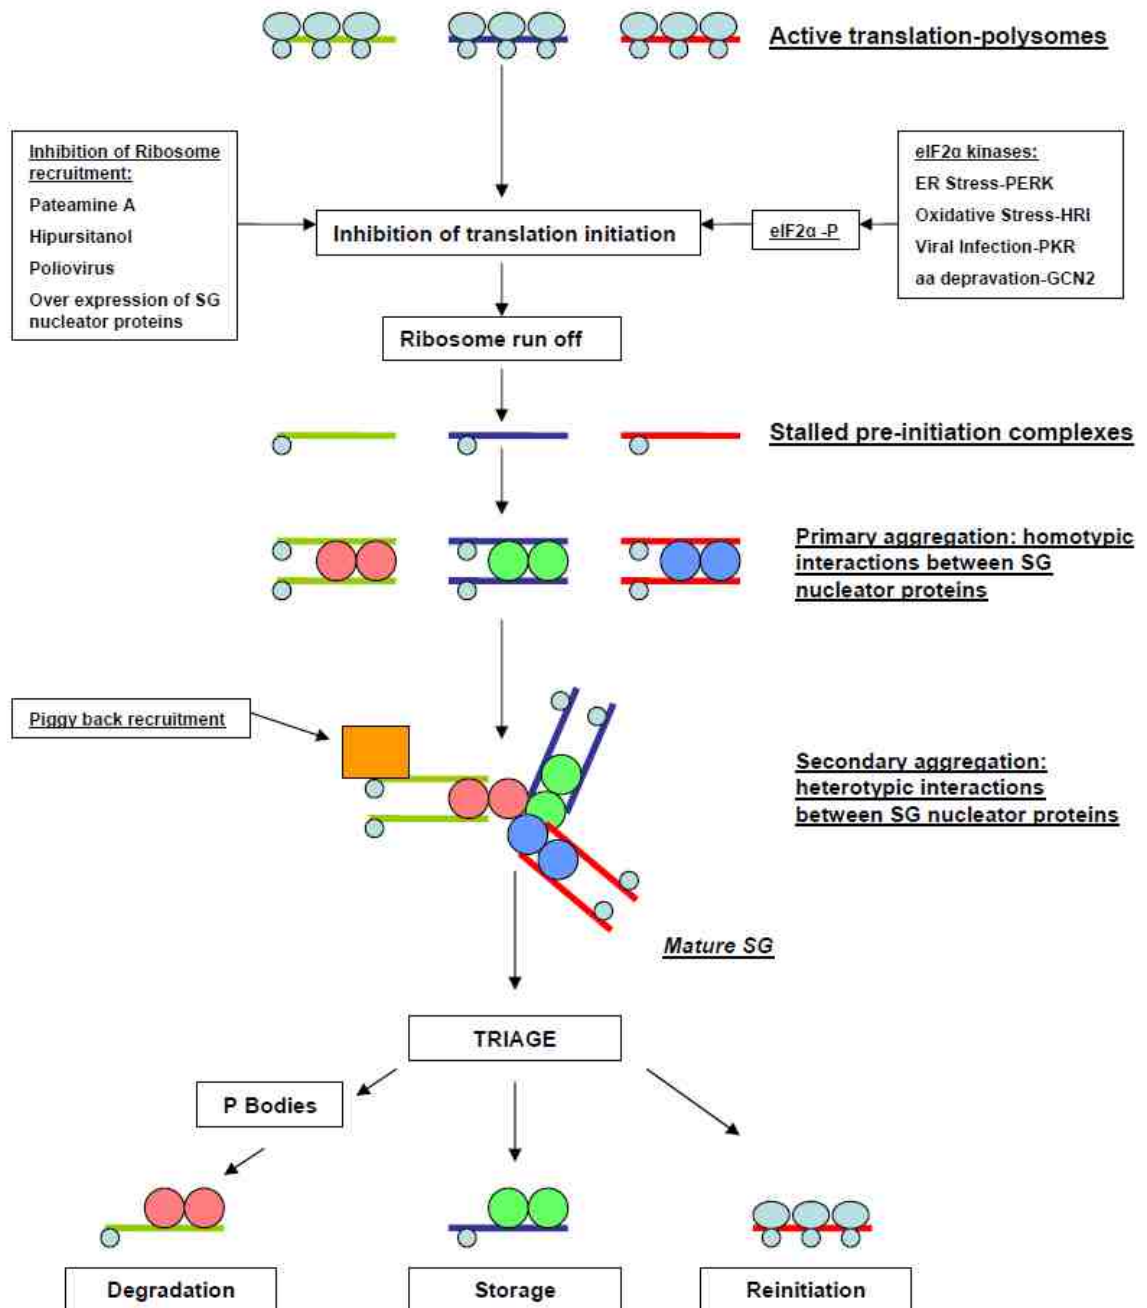 Active translation-polysomes
Inhibition of Ribosome
recruitment:
Pateamine A
Hipursitanol
Poliovirus
Over expression of SG
nucleator proteins
Inhibition of translation initiation
eIF2α -P
eIF2α kinases:
ER Stress-PERK
Oxidative Stress-HRI
Viral Infection-PKR
aa depravation-GCN2
Ribosome run off
Stalled pre-initiation complexes
Primary aggregation: homotypic
interactions between SG
nucleator proteins
Piggy back recruitment
Secondary aggregation:
heterotypic interactions
between SG nucleator proteins
Mature SG
TRIAGE
P Bodies
Degradation
Storage
Reinitiation